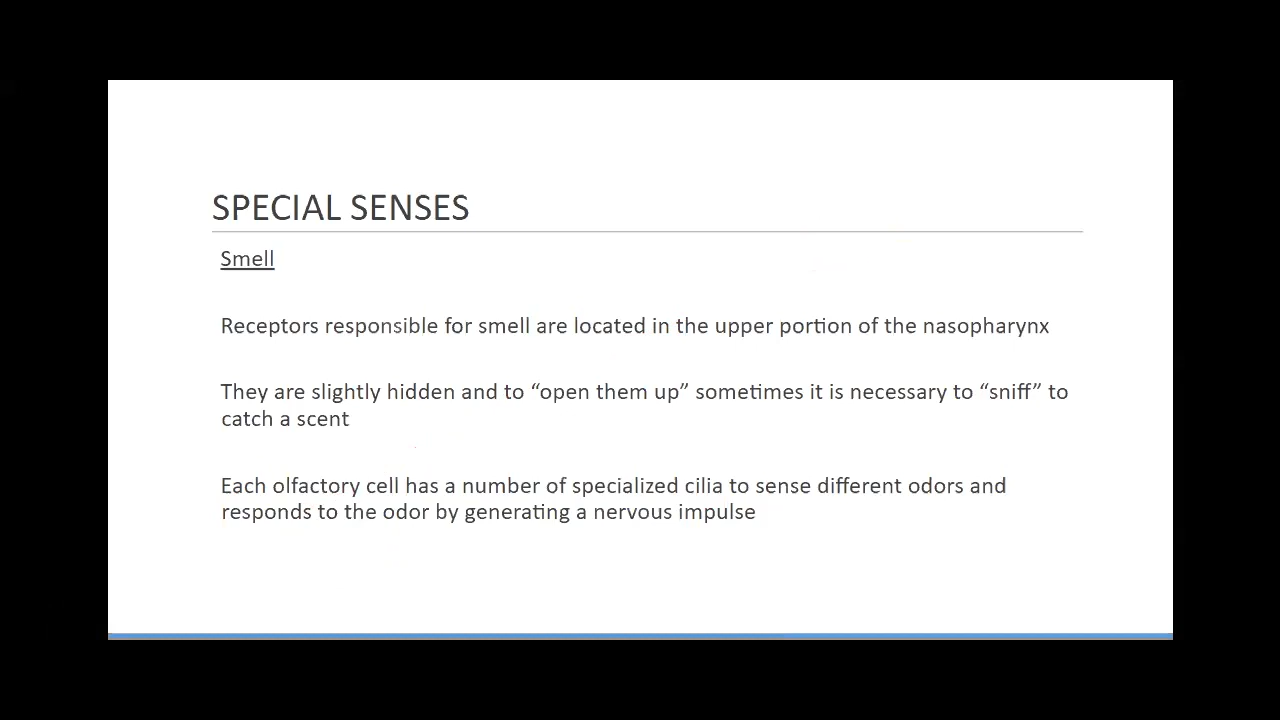 SPECIAL SENSES
Smell
Receptors responsible for smell are located in the upper portion of the nasopharynx
They are slightly hidden and to “open them up” sometimes it is necessary to “sniff” to
catch a scent
Each olfactory cell has a number of specialized cilia to sense different odors and
responds to the odor by generating a nervous impulse